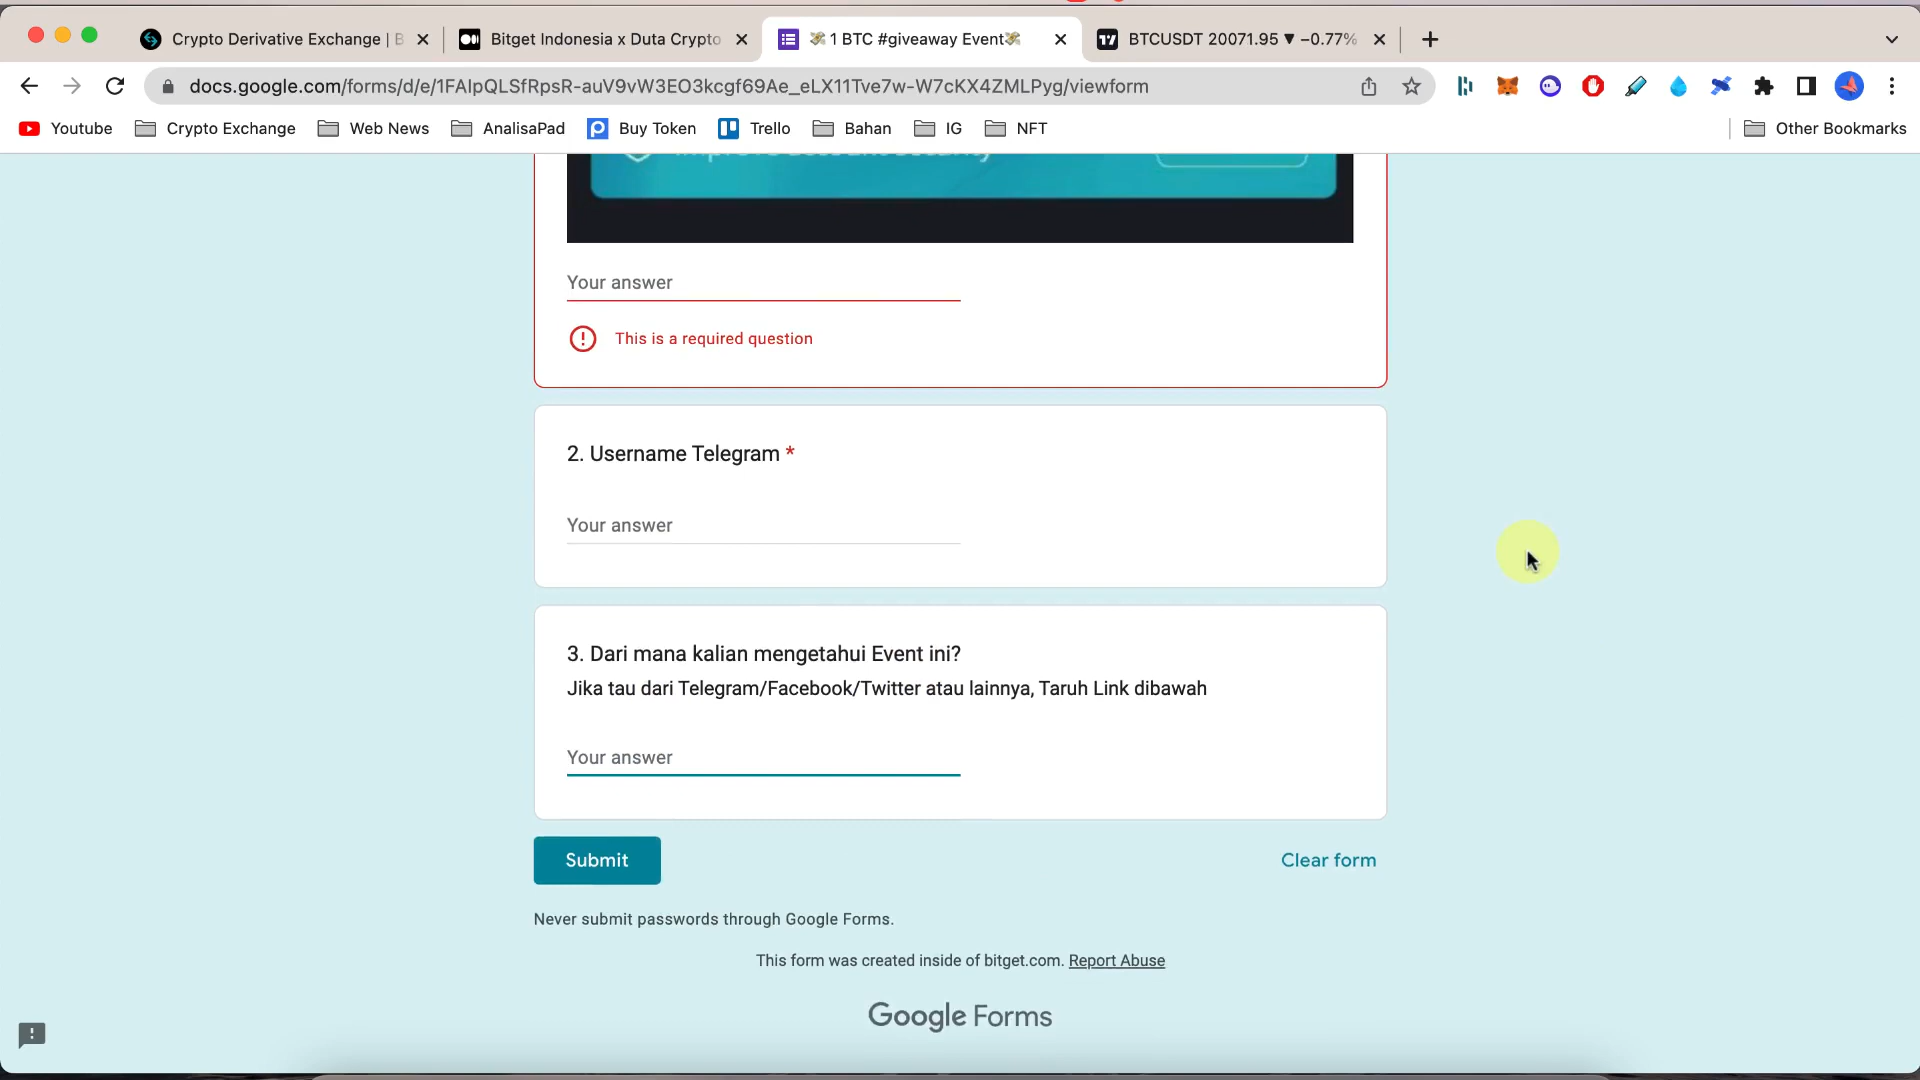 Crypto Derivative Exchange | B
Bitget Indonesia x Duta Crypto
💸 1 BTC #giveaway Event💸
BTCUSDT 20071.95 ▼ −0.77%
docs.google.com/forms/d/e/1FAIpQLSfRpsR-auV9vW3EO3kcgf69Ae_eLX11Tve7w-W7cKX4ZMLPyg/viewform
Youtube
Crypto Exchange
Web News
AnalisaPad
Buy Token
Trello
Bahan
IG
NFT
Other Bookmarks
Your answer
This is a required question
2. Username Telegram *
Your answer
3. Dari mana kalian mengetahui Event ini?
Jika tau dari Telegram/Facebook/Twitter atau lainnya, Taruh Link dibawah
Your answer
Submit
Clear form
Never submit passwords through Google Forms.
This form was created inside of bitget.com. Report Abuse
Google Forms